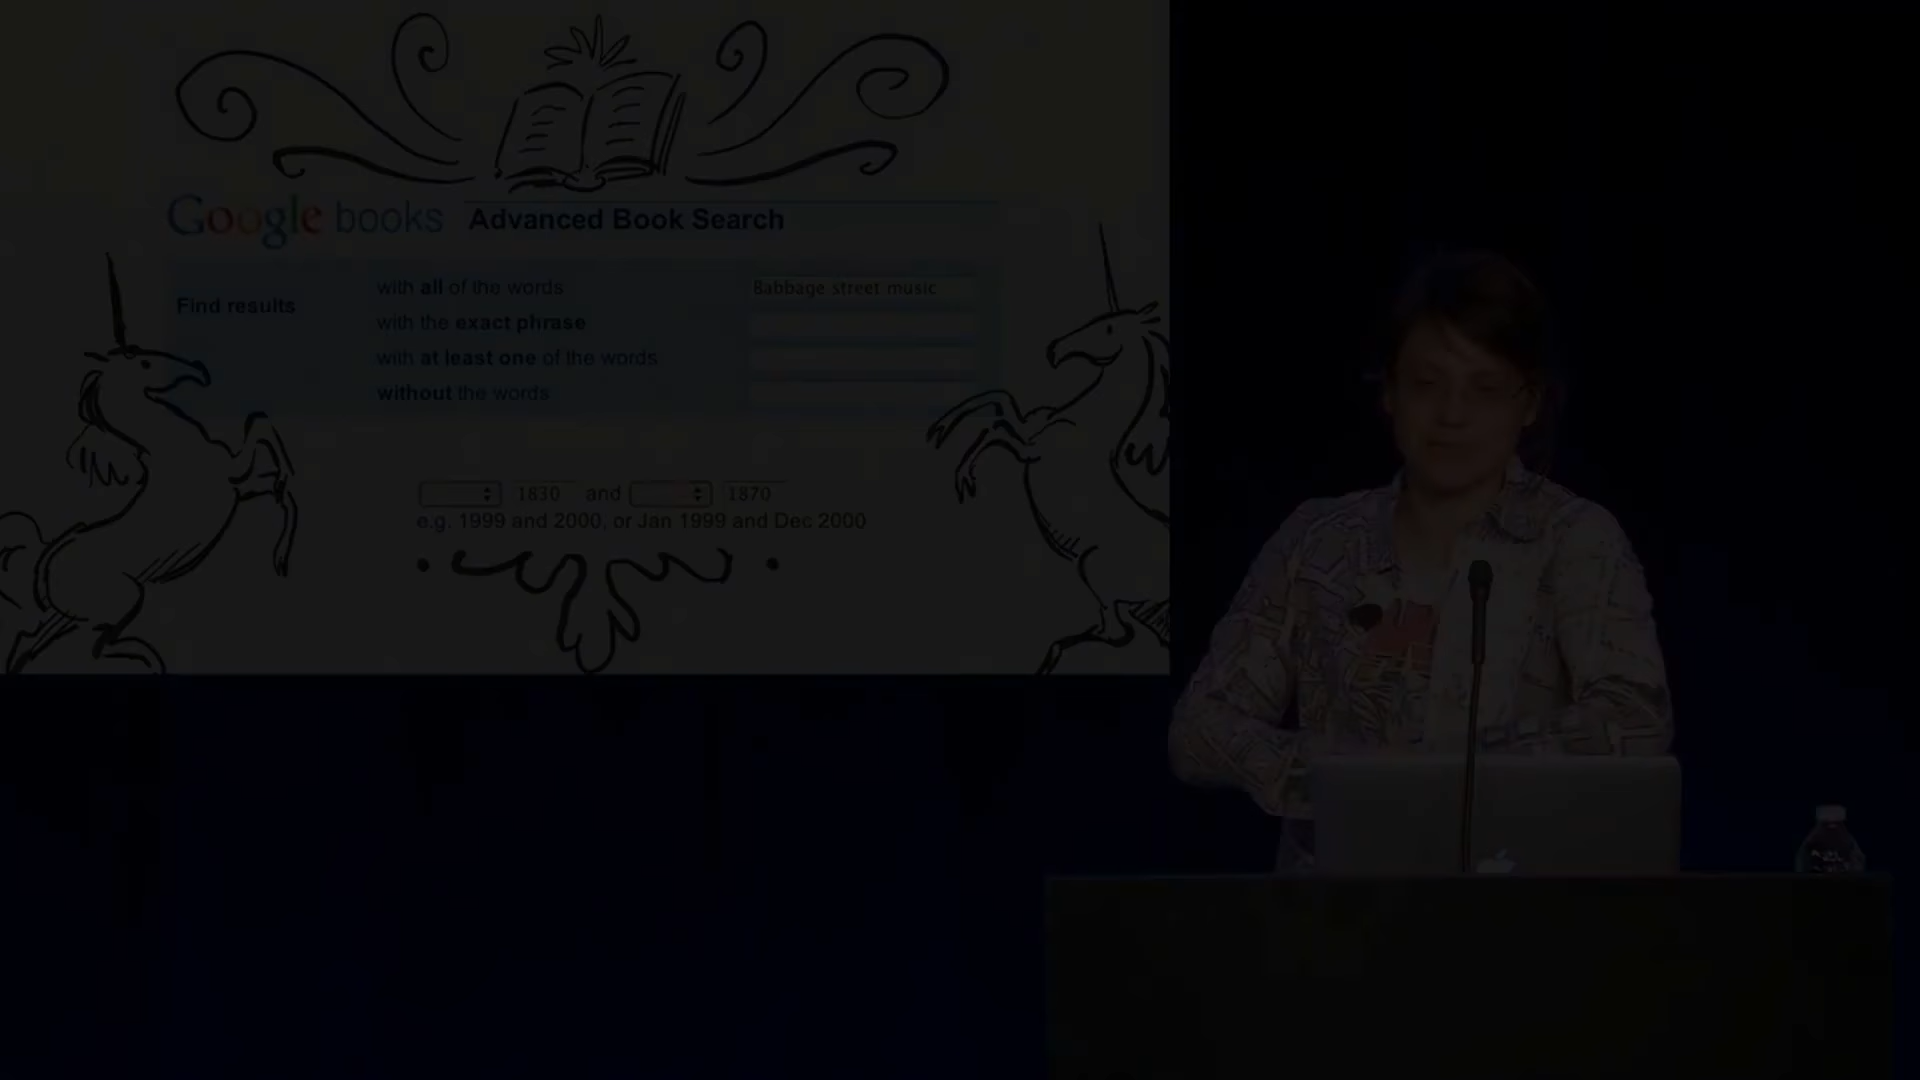 Google books Advanced Book Search
Find results
with all of the words Babbage street music
with the exact phrase
with at least one of the words
without the words
1830 and 1870
e.g. 1999 and 2000, or Jan 1999 and Dec 2000